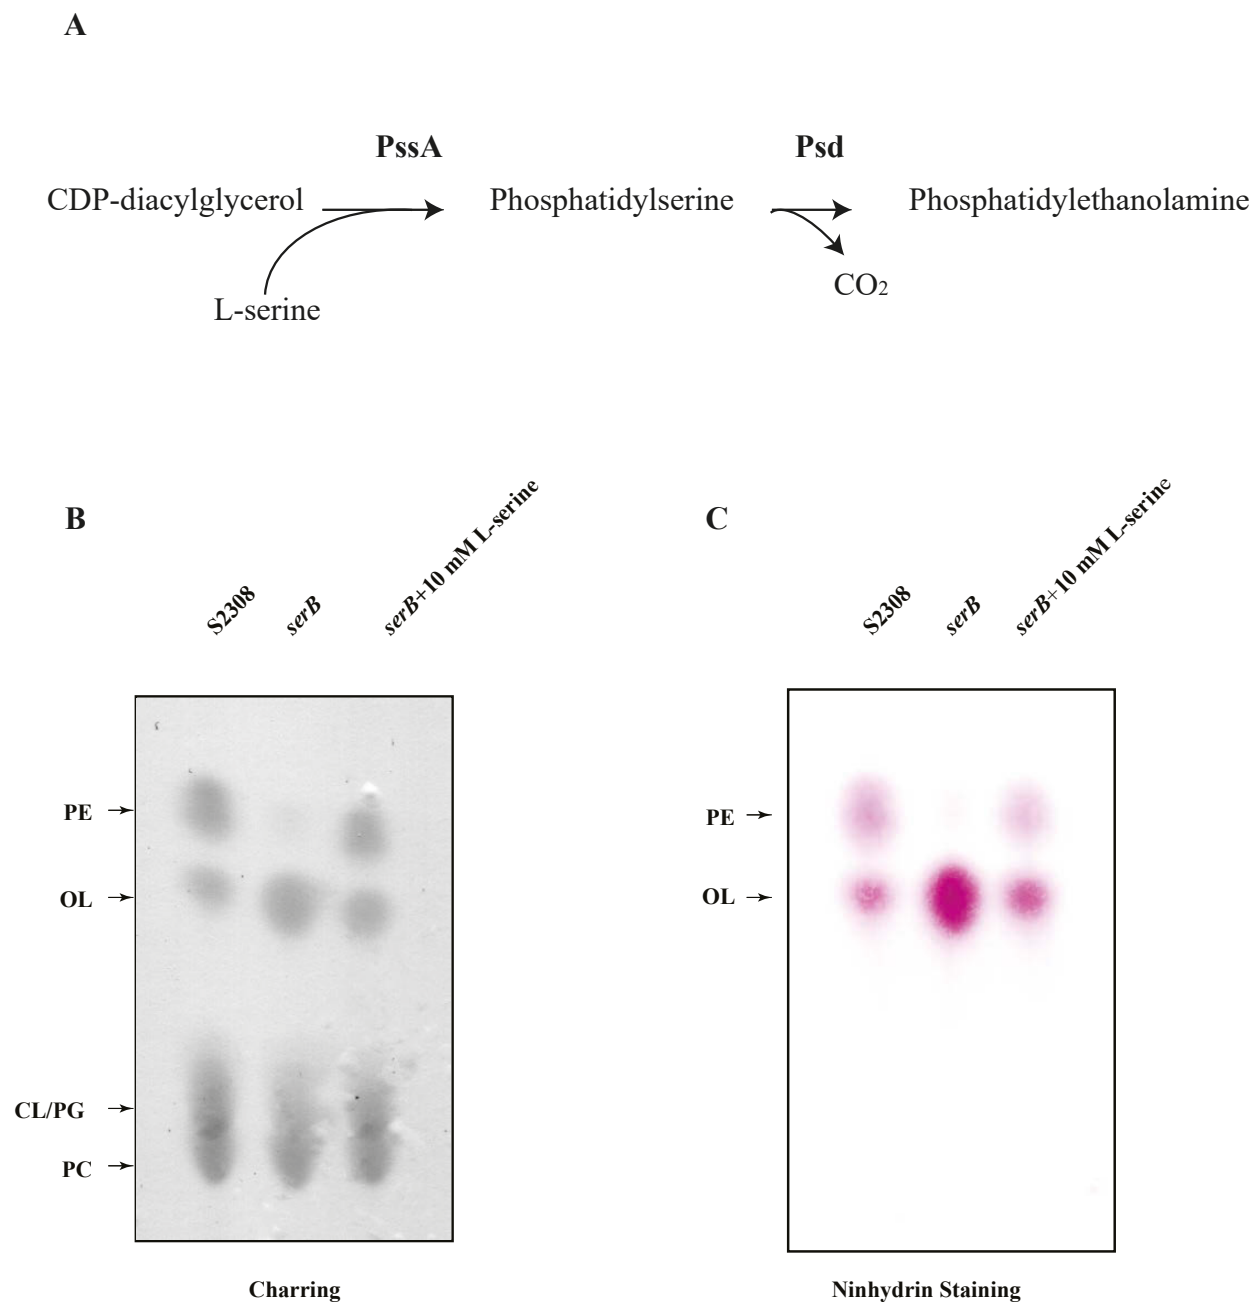 A
PssA
Psd
CDP-diacylglycerol
Phosphatidylserine
Phosphatidylethanolamine
L-serine
CO2
B
S2308
serB
serB+10 mM L-serine
PE
OL
CL/PG
PC
Charring
C
S2308
serB
serB+10 mM L-serine
PE
OL
Ninhydrin Staining